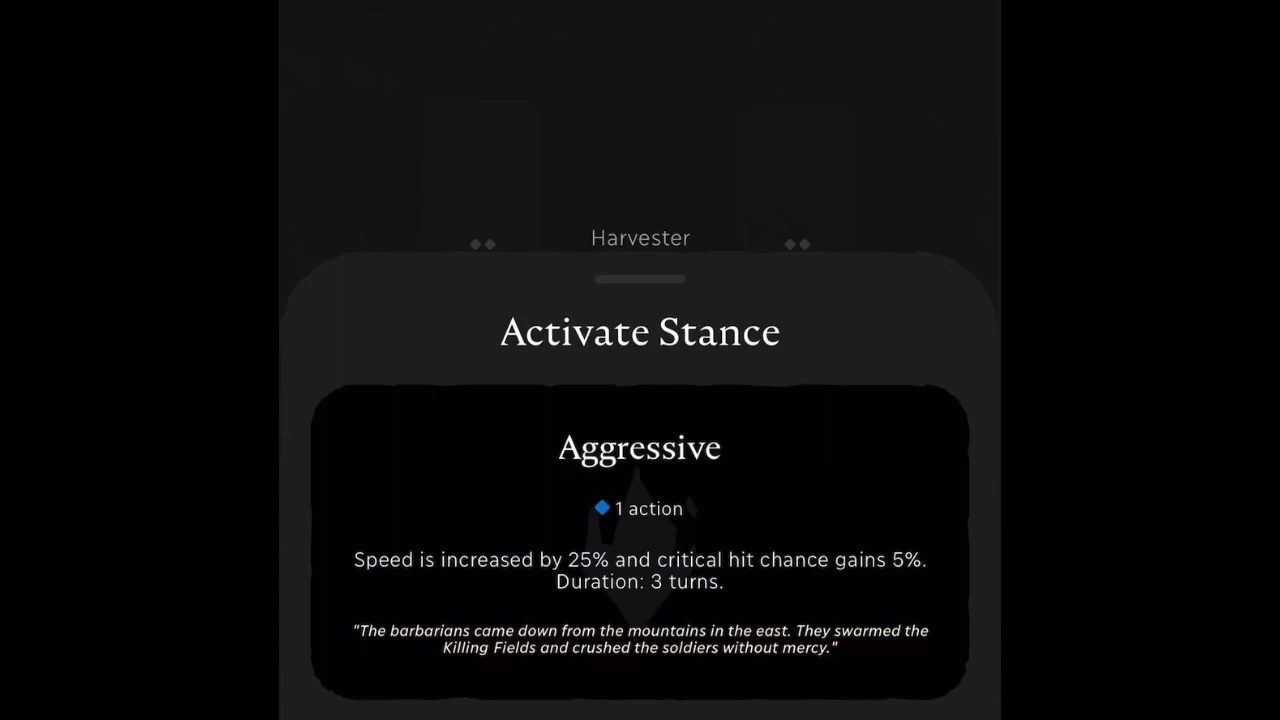 Harvester
Activate Stance
Aggressive
1 action
Speed is increased by 25% and critical hit chance gains 5%.
Duration: 3 turns.
"The barbarians came down from the mountains in the east. They swarmed the
Killing Fields and crushed the soldiers without mercy."